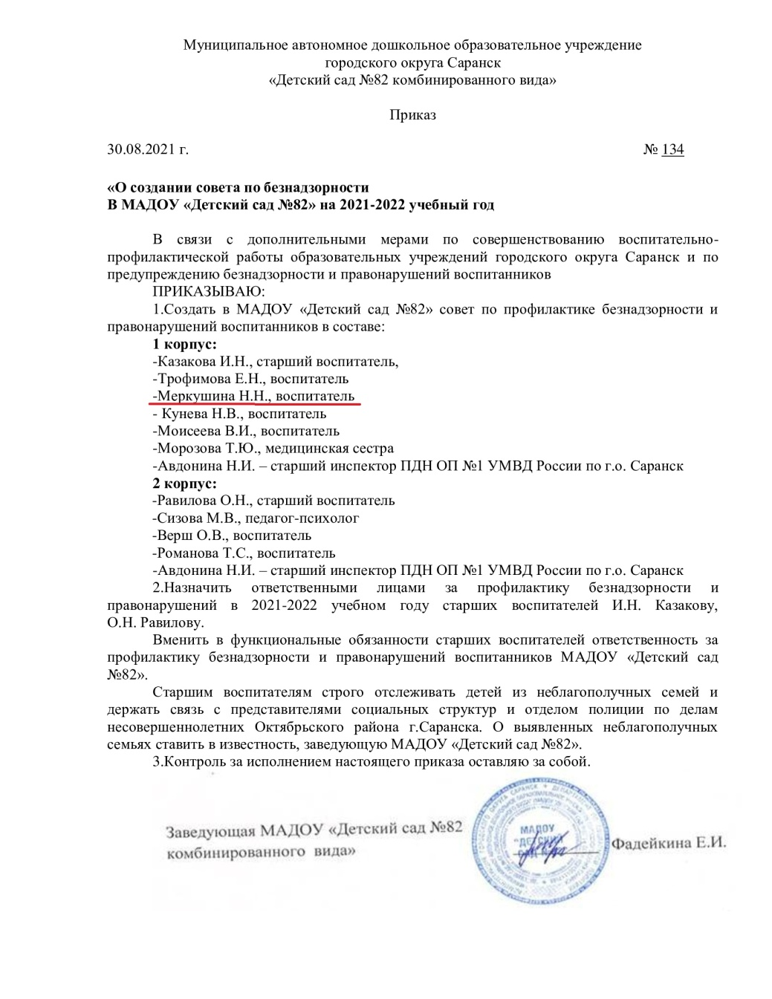 Муниципальное автономное дошкольное образовательное учреждение
городского округа Саранск
«Детский сад №82 комбинированного вида»
Приказ
30.08.2021 г. № 134
«О создании совета по безнадзорности
В МАДОУ «Детский сад №82» на 2021-2022 учебный год
В связи с дополнительными мерами по совершенствованию воспитательно-
профилактической работы образовательных учреждений городского округа Саранск и по
предупреждению безнадзорности и правонарушений воспитанников
ПРИКАЗЫВАЮ:
1.Создать в МАДОУ «Детский сад №82» совет по профилактике безнадзорности и
правонарушений воспитанников в составе:
1 корпус:
-Казакова И.Н., старший воспитатель,
-Трофимова Е.Н., воспитатель
-Меркушина Н.Н., воспитатель
- Кунева Н.В., воспитатель
-Моисеева В.И., воспитатель
-Морозова Т.Ю., медицинская сестра
-Авдонина Н.И. – старший инспектор ПДН ОП №1 УМВД России по г.о. Саранск
2 корпус:
-Равилова О.Н., старший воспитатель
-Сизова М.В., педагог-психолог
-Верш О.В., воспитатель
-Романова Т.С., воспитатель
-Авдонина Н.И. – старший инспектор ПДН ОП №1 УМВД России по г.о. Саранск
2.Назначить ответственными лицами за профилактику безнадзорности и
правонарушений в 2021-2022 учебном году старших воспитателей И.Н. Казакову,
О.Н. Равилову.
Вменить в функциональные обязанности старших воспитателей ответственность за
профилактику безнадзорности и правонарушений воспитанников МАДОУ «Детский сад
№82».
Старшим воспитателям строго отслеживать детей из неблагополучных семей и
держать связь с представителями социальных структур и отделом полиции по делам
несовершеннолетних Октябрьского района г.Саранска. О выявленных неблагополучных
семьях ставить в известность, заведующую МАДОУ «Детский сад №82».
3.Контроль за исполнением настоящего приказа оставляю за собой.
Заведующая МАДОУ «Детский сад №82
комбинированного вида»
МАДОУ
"ДЕТСКИЙ
Фадейкина Е.И.